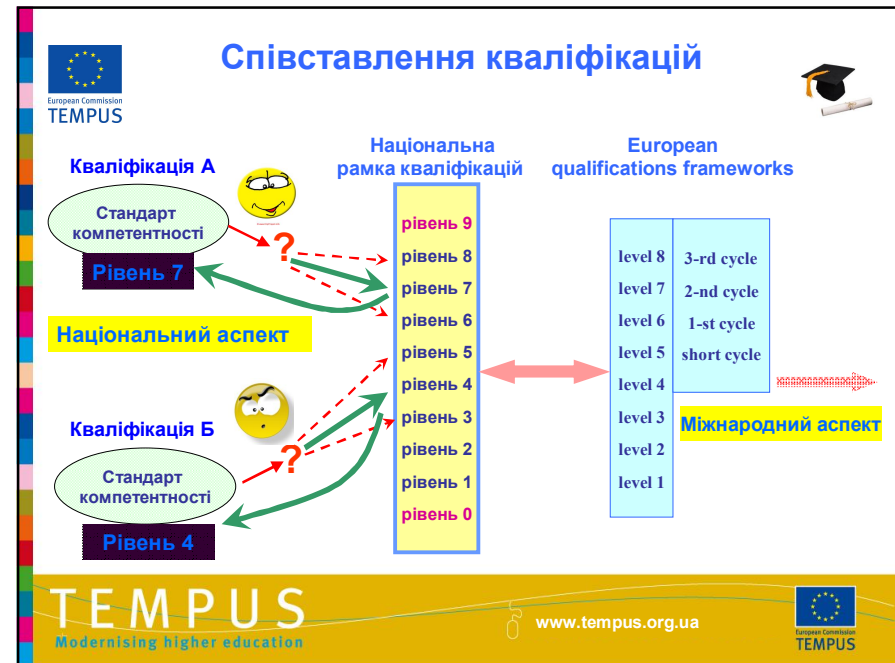 Співставлення кваліфікацій
European Commission
TEMPUS
Національна
рамка кваліфікацій
European
qualifications frameworks
Кваліфікація А
Стандарт
компетентності
?
Рівень 7
Національний аспект
Кваліфікація Б
Стандарт
компетентності
?
Рівень 4
рівень 9
рівень 8
рівень 7
рівень 6
рівень 5
рівень 4
рівень 3
рівень 2
рівень 1
рівень 0
level 8
level 7
level 6
level 5
level 4
level 3
level 2
level 1
3-rd cycle
2-nd cycle
1-st cycle
short cycle
Міжнародний аспект
TEMPUS
Modernising higher education
www.tempus.org.ua
European Commission
TEMPUS